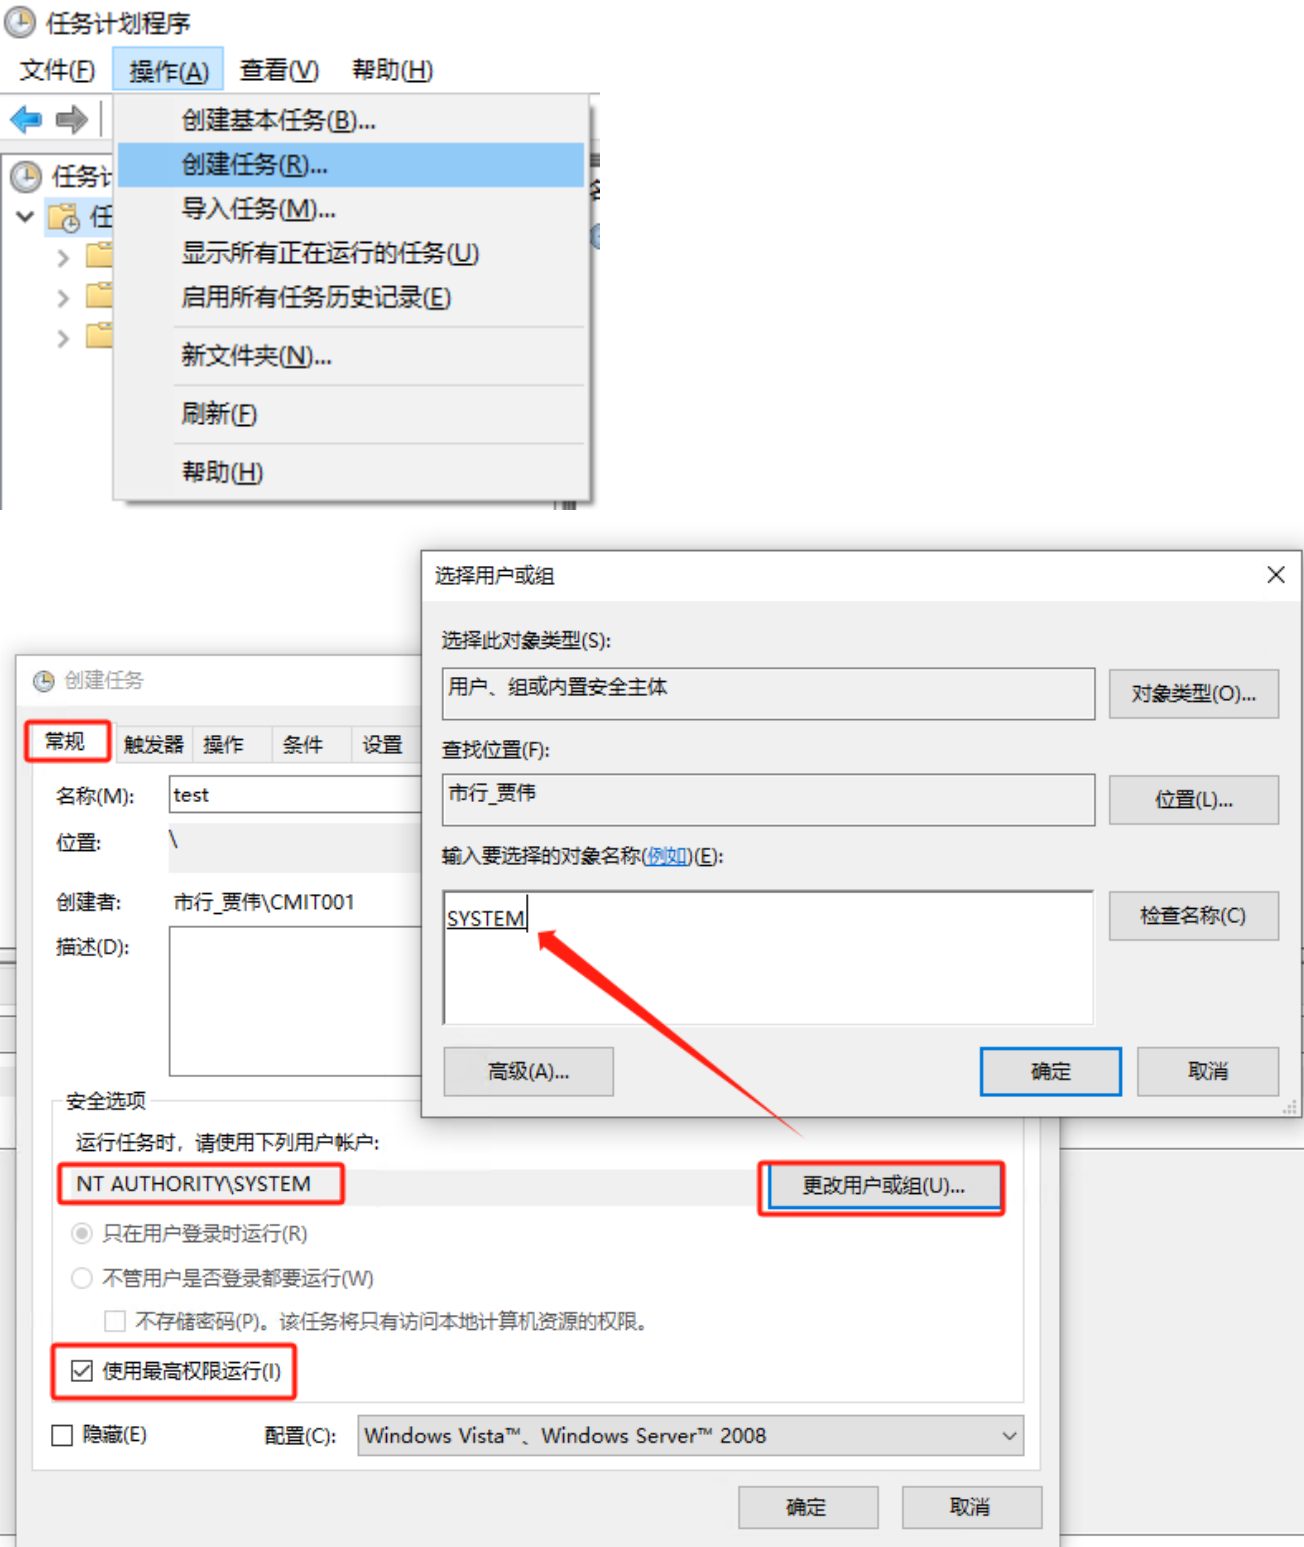 任务计划程序
文件(F) 操作(A) 查看(V) 帮助(H)
创建基本任务(B)...
创建任务(R)...
导入任务(M)...
显示所有正在运行的任务(U)
启用所有任务历史记录(E)
新文件夹(N)...
刷新(F)
帮助(H)
任务计
任
选择用户或组
选择此对象类型(S):
用户、组或内置安全主体 对象类型(O)...
查找位置(F):
市行_贾伟 位置(L)...
输入要选择的对象名称(例如)(E):
SYSTEM 检查名称(C)
高级(A)... 确定 取消
创建任务
常规 触发器 操作 条件 设置
名称(M): test
位置: \
创建者: 市行_贾伟\CMIT001
描述(D):
安全选项
运行任务时，请使用下列用户帐户:
NT AUTHORITY\SYSTEM 更改用户或组(U)...
只在用户登录时运行(R)
不管用户是否登录都要运行(W)
不存储密码(P)。该任务将只有访问本地计算机资源的权限。
使用最高权限运行(I)
隐藏(E) 配置(C): Windows Vista™、Windows Server™ 2008
确定 取消